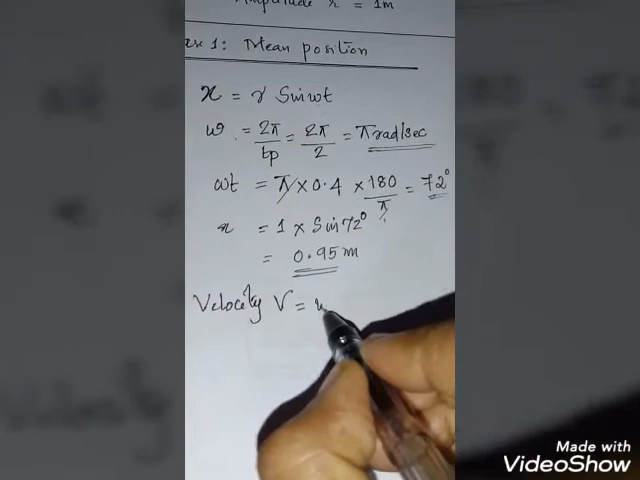 Amplitude r = 1m
Case 1: Mean position
x = r Sin wt
ω = 2π/tp = 2π/2 = π rad/sec
ωt = π × 0.4 × 180/π = 72°
x = 1 × Sin 72°
= 0.95 m
Velocity V =
Made with
VideoShow